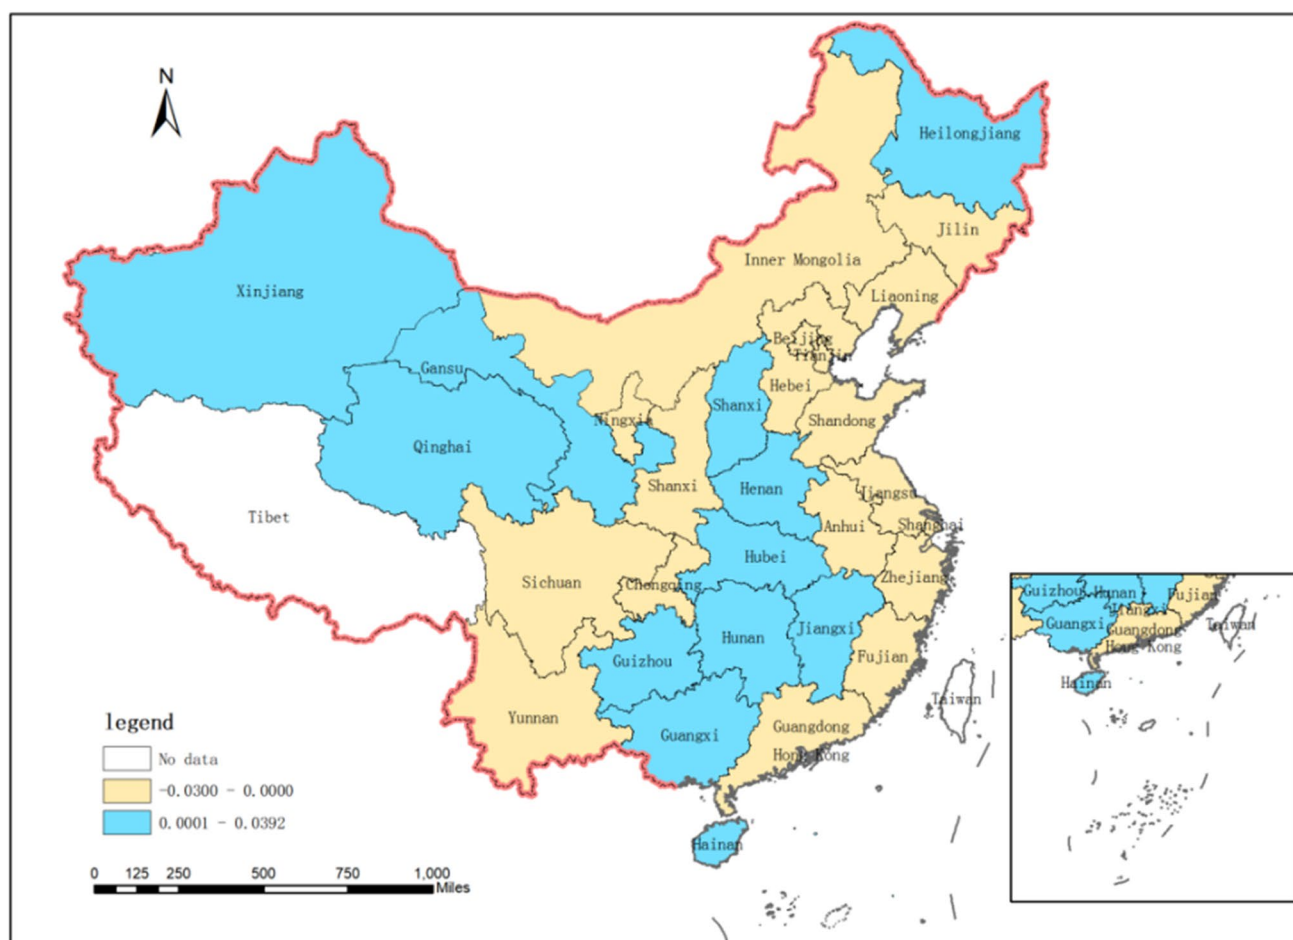 N
Heilongjiang
Jilin
Inner Mongolia
Xinjiang
Liaoning
Beijing
Tianjin
Gansu
Hebei
Shanxi
Ningxia
Shandong
Qinghai
Shanxi
Henan
Jiangsu
Tibet
Anhui
Shanghai
Hubei
Sichuan
Chongqing
Zhejiang
Hunan
Jiangxi
Guizhou
Fujian
Taiwan
Yunnan
Guangxi
Guangdong
Hong Kong
Hainan
Guizhou
Hunan
Fujian
Jiangxi
Guangxi
Guangdong
Taiwan
Hong Kong
Hainan
legend
No data
-0.0300 - 0.0000
0.0001 - 0.0392
0 125 250 500 750 1,000
Miles